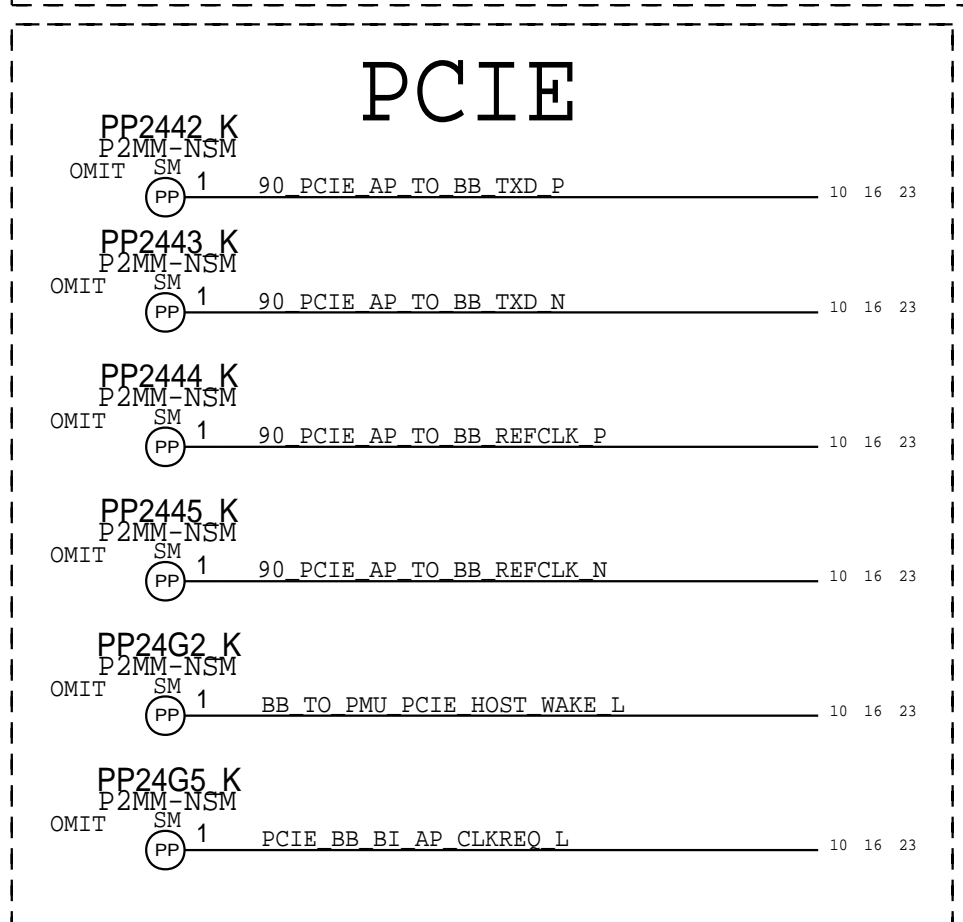 PCIE
PP2442_K
P2MM-NSM
OMIT SM
PP 1 90_PCIE_AP_TO_BB_TXD_P 10 16 23
PP2443_K
P2MM-NSM
OMIT SM
PP 1 90_PCIE_AP_TO_BB_TXD_N 10 16 23
PP2444_K
P2MM-NSM
OMIT SM
PP 1 90_PCIE_AP_TO_BB_REFCLK_P 10 16 23
PP2445_K
P2MM-NSM
OMIT SM
PP 1 90_PCIE_AP_TO_BB_REFCLK_N 10 16 23
PP24G2_K
P2MM-NSM
OMIT SM
PP 1 BB_TO_PMU_PCIE_HOST_WAKE_L 10 16 23
PP24G5_K
P2MM-NSM
OMIT SM
PP 1 PCIE_BB_BI_AP_CLKREQ_L 10 16 23